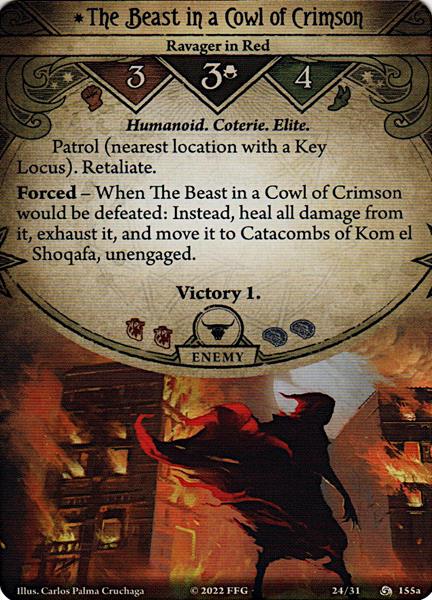 *The Beast in a Cowl of Crimson
Ravager in Red
3 3 4
Humanoid. Coterie. Elite.
Patrol (nearest location with a Key
Locus). Retaliate.
Forced – When The Beast in a Cowl of Crimson
would be defeated: Instead, heal all damage from
it, exhaust it, and move it to Catacombs of Kom el
Shoqafa, unengaged.
Victory 1.
ENEMY
Illus. Carlos Palma Cruchaga © 2022 FFG 24/31 155a